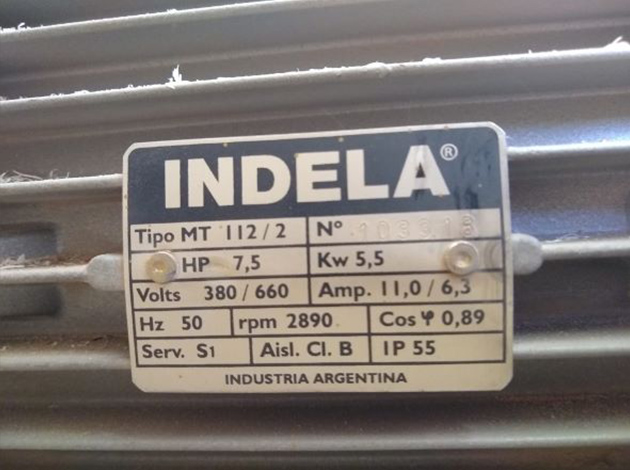 INDELA®
Tipo MT 112/2 Nº
HP 7,5 Kw 5,5
Volts 380/660 Amp. 11,0/6,3
Hz 50 rpm 2890 Cos φ 0,89
Serv. S1 Aisl. Cl. B IP 55
INDUSTRIA ARGENTINA